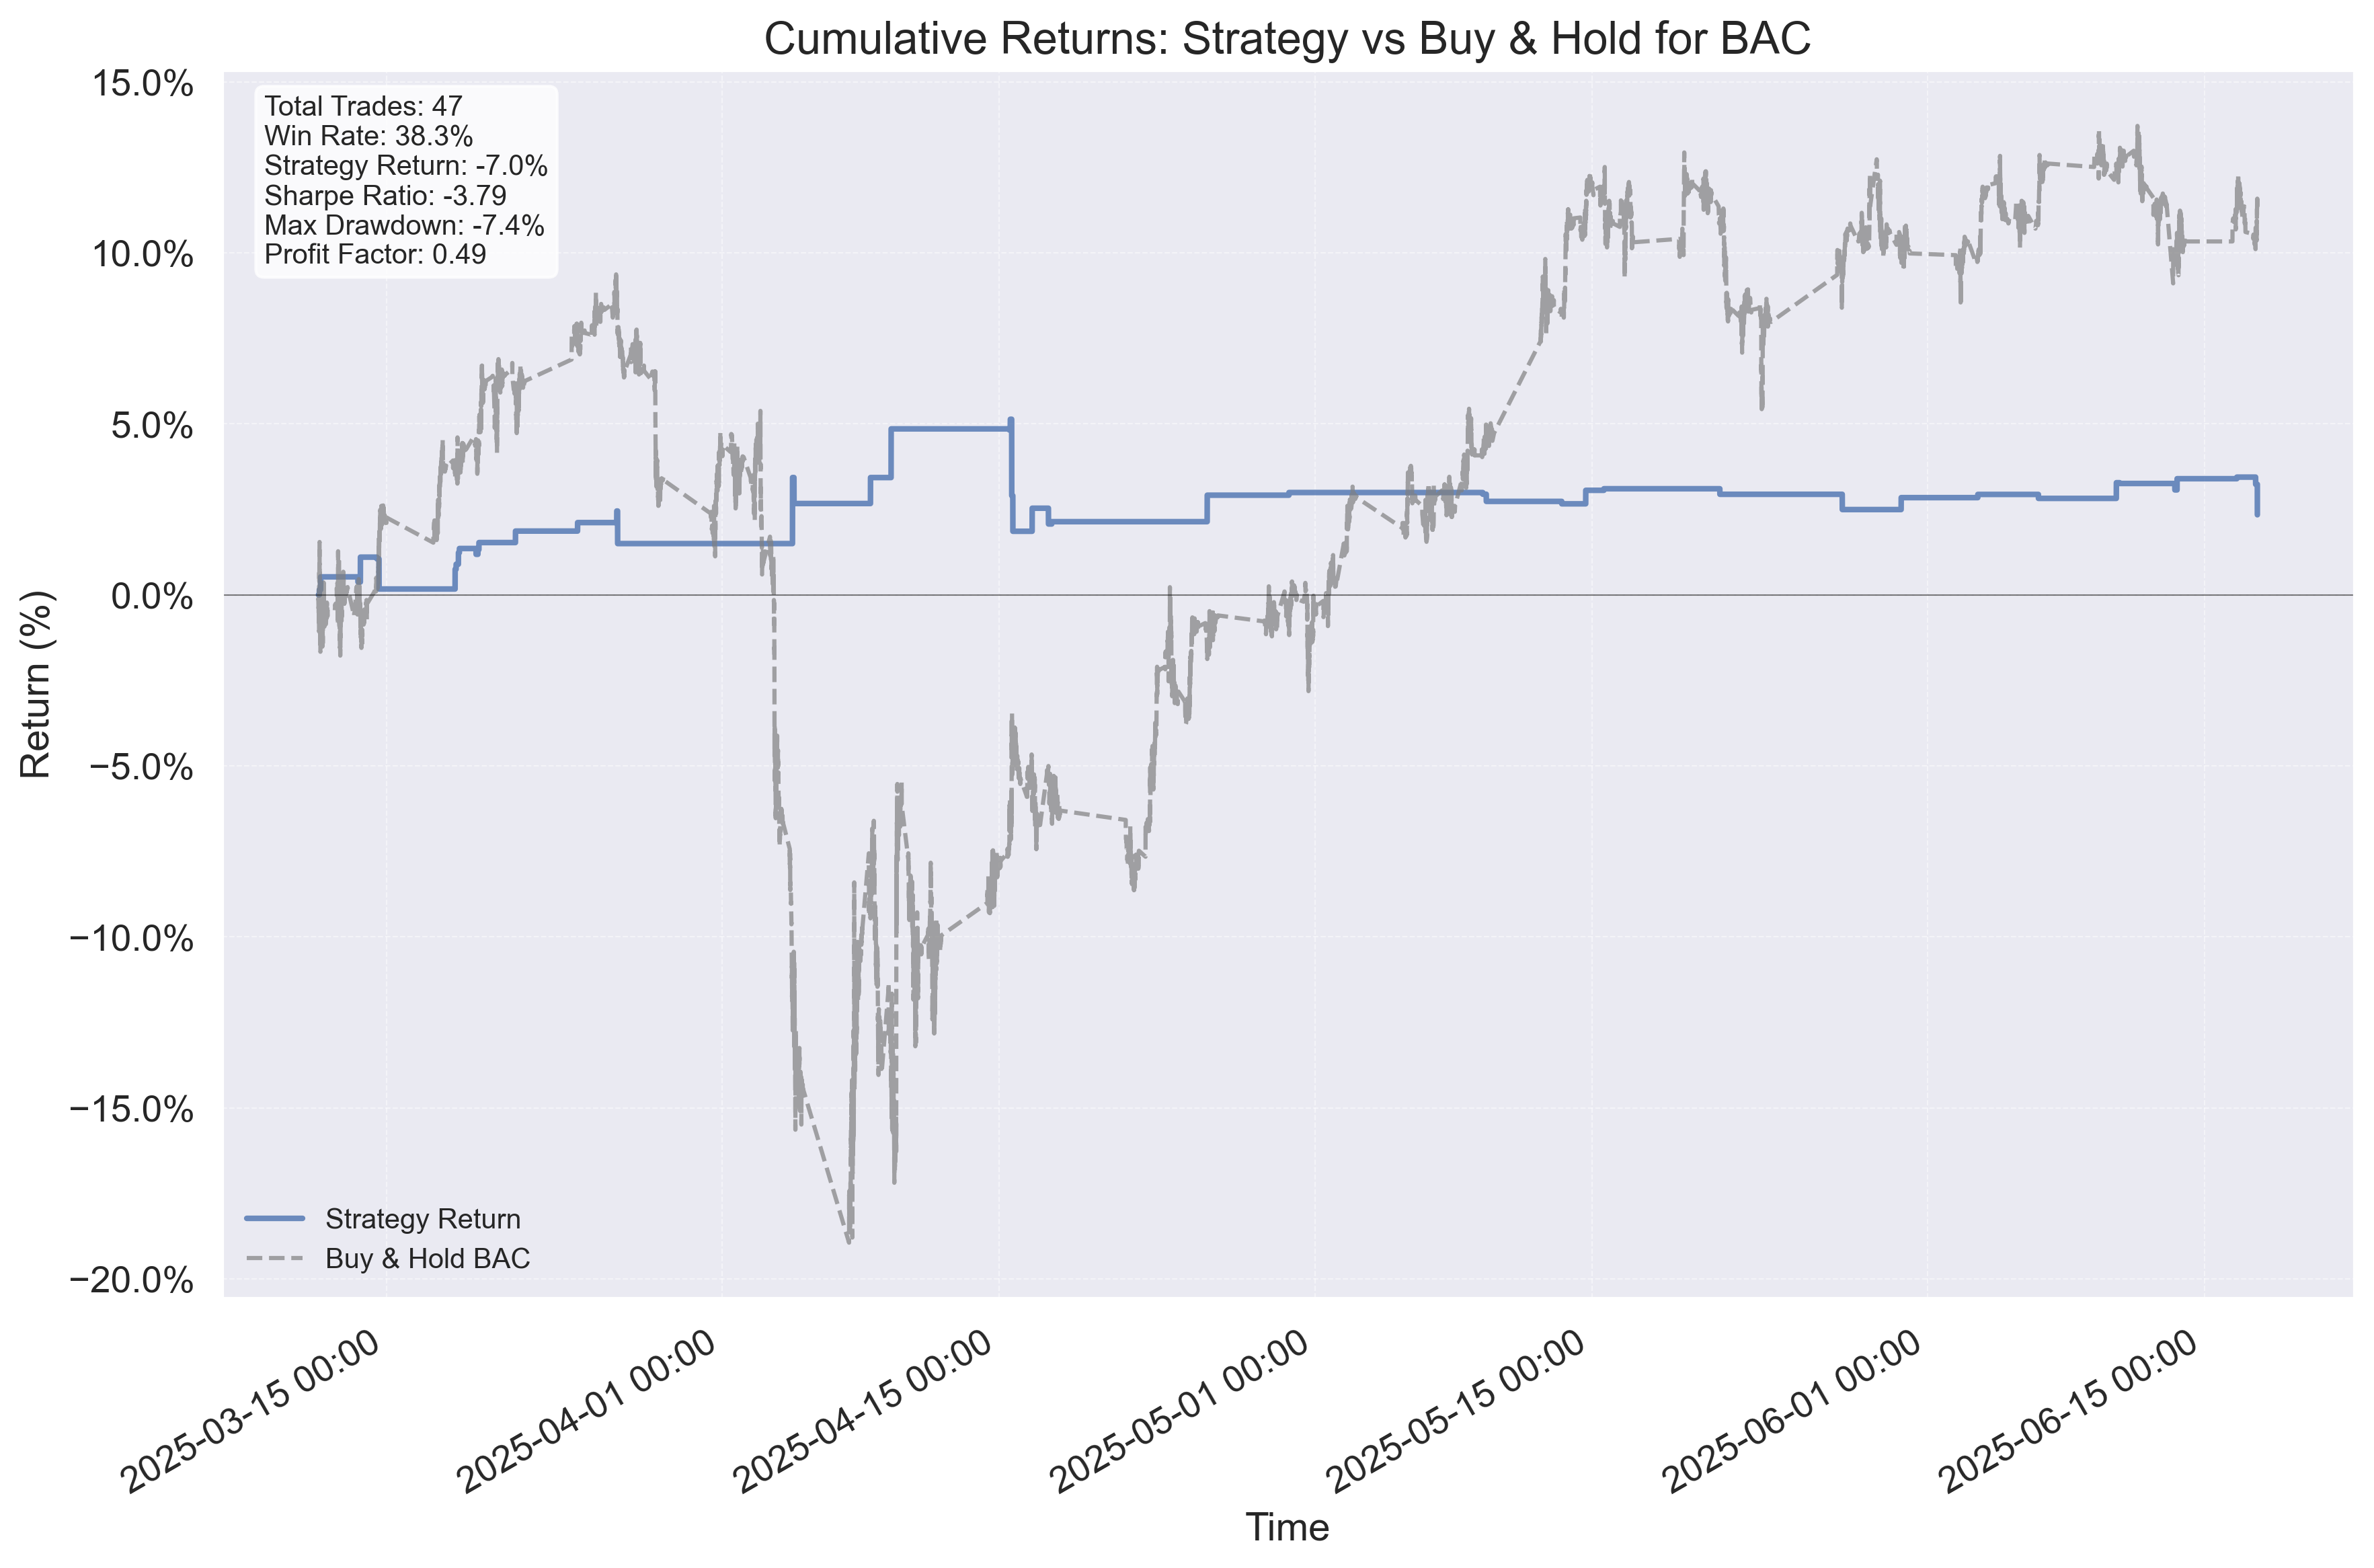 Cumulative Returns: Strategy vs Buy & Hold for BAC
15.0%
10.0%
5.0%
0.0%
−5.0%
−10.0%
−15.0%
−20.0%
Return (%)
Total Trades: 47
Win Rate: 38.3%
Strategy Return: -7.0%
Sharpe Ratio: -3.79
Max Drawdown: -7.4%
Profit Factor: 0.49
Strategy Return
Buy & Hold BAC
2025-03-15 00:00
2025-04-01 00:00
2025-04-15 00:00
2025-05-01 00:00
2025-05-15 00:00
2025-06-01 00:00
2025-06-15 00:00
Time